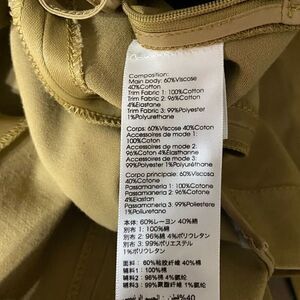 Composition:
Main body: 60%Viscose
40%Cotton
Trim Fabric 1: 100%Cotton
Trim Fabric 2: 96%Cotton
4%Elastane
Trim Fabric 3: 99%Polyester
1%Polyurethane
Corps: 60%Viscose 40%Coton
Accessoires de mode 1:
100%Coton
Accessoires de mode 2:
96%Coton 4%Élasthanne
Accessoires de mode 3:
99%Polyester 1%Polyuréthane
Corpo principale: 60%Viscosa
40%Cotone
Passamaneria 1: 100%Cotone
Passamaneria 2: 96%Cotone
4%Elastan
Passamaneria 3: 99%Poliestere
1%Poliuretano
本体: 60%レーヨン 40%綿
別布 1: 100%綿
別布 2: 96%綿 4%ポリウレタン
別布 3: 99%ポリエステル
1%ポリウレタン
面料: 60%粘胶纤维 40%棉
辅料1: 100%棉
辅料2: 96%棉 4%氨纶
辅料3: 99%聚酯纤维 1%氨纶